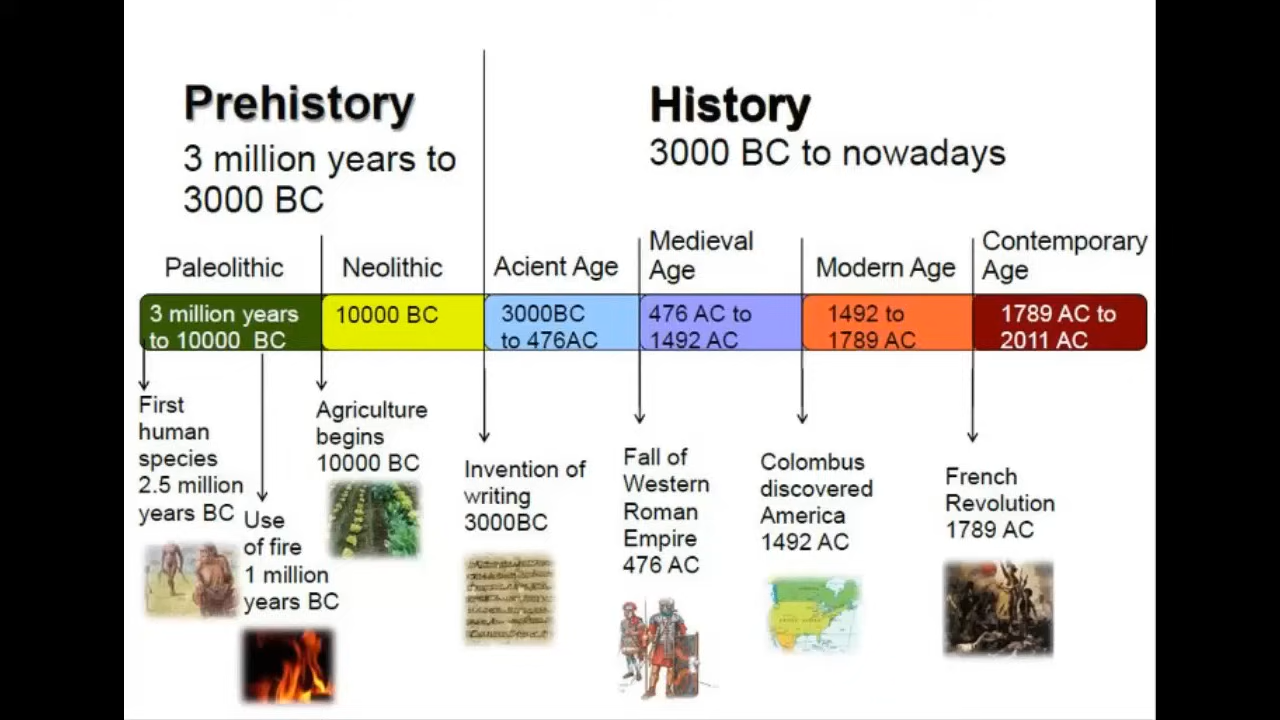 Prehistory
3 million years to
3000 BC
History
3000 BC to nowadays
Paleolithic
Neolithic
Acient Age
Medieval
Age
Modern Age
Contemporary
Age
3 million years
to 10000 BC
10000 BC
3000BC
to 476AC
476 AC to
1492 AC
1492 to
1789 AC
1789 AC to
2011 AC
First
human
species
2.5 million
years BC
Use
of fire
1 million
years BC
Agriculture
begins
10000 BC
Invention of
writing
3000BC
Fall of
Western
Roman
Empire
476 AC
Colombus
discovered
America
1492 AC
French
Revolution
1789 AC